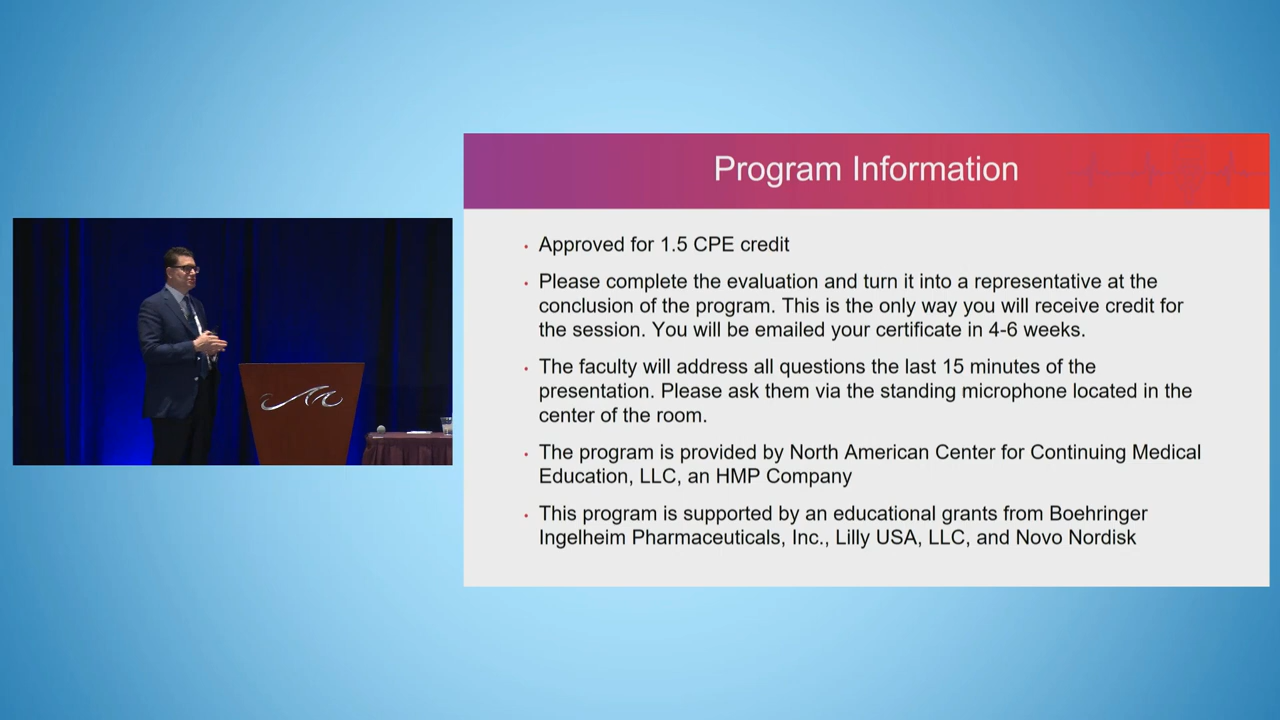 Program Information
Approved for 1.5 CPE credit
Please complete the evaluation and turn it into a representative at the
conclusion of the program. This is the only way you will receive credit for
the session. You will be emailed your certificate in 4-6 weeks.
The faculty will address all questions the last 15 minutes of the
presentation. Please ask them via the standing microphone located in the
center of the room.
The program is provided by North American Center for Continuing Medical
Education, LLC, an HMP Company
This program is supported by an educational grants from Boehringer
Ingelheim Pharmaceuticals, Inc., Lilly USA, LLC, and Novo Nordisk